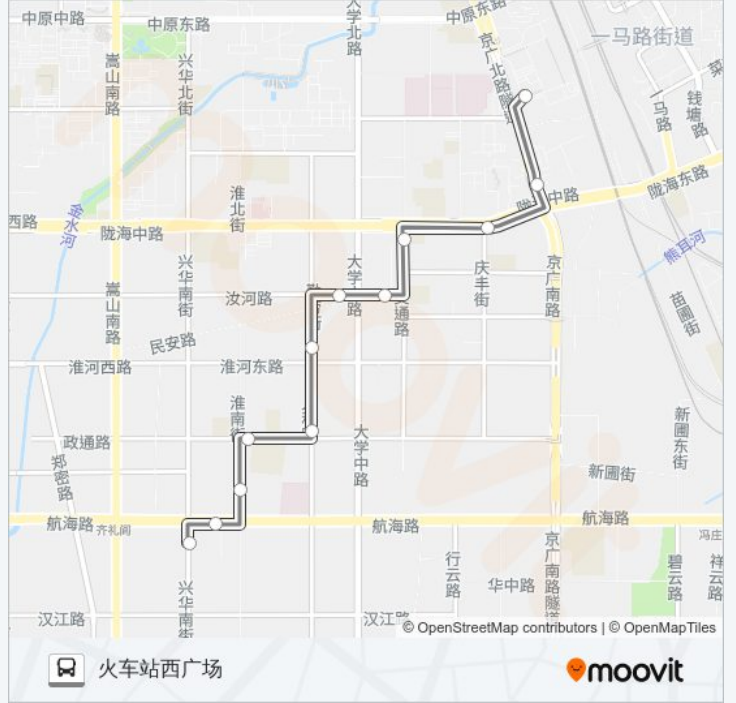 中原中路
中原东路
大学北路
中原东路
一马路街道
京广北路隧
嵩山南路
兴华北街
一马路
钱塘路
菜
淮北街
陇海东路
陇 中路
西路
金水河
陇海中路
熊耳河
兴华南街
大学 路
庆丰街
京广南路
嵩山南路
汝河路
通路
苗圃街
民安路
淮河西路
淮河东路
淮南街
大学中路
新圃东街
政通路
郑密路
新圃街
航海路
齐礼阎
航海路
航海路
冯庄
京广南路隧道
行云路
华中路
碧云路
祥云路
兴华南街
汉江路
汉江路
© OpenStreetMap contributors | © OpenMapTiles
火车站西广场
moovit